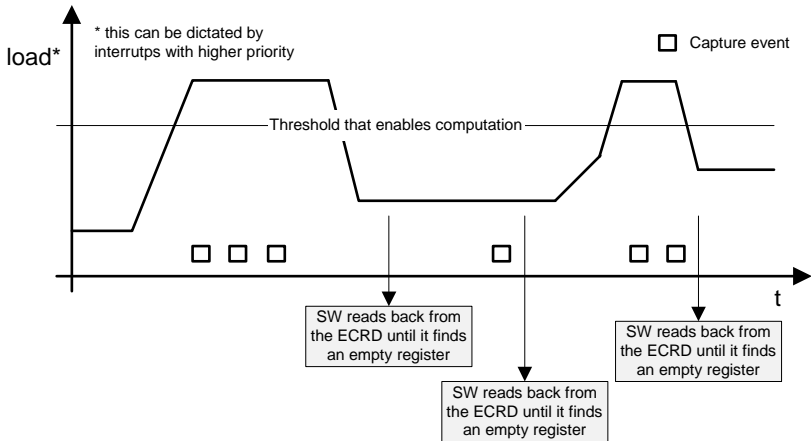 * this can be dictated by
interrutps with higher priority
load*
Capture event
Threshold that enables computation
t
SW reads back from
the ECRD until it finds
an empty register
SW reads back from
the ECRD until it finds
an empty register
SW reads back from
the ECRD until it finds
an empty register